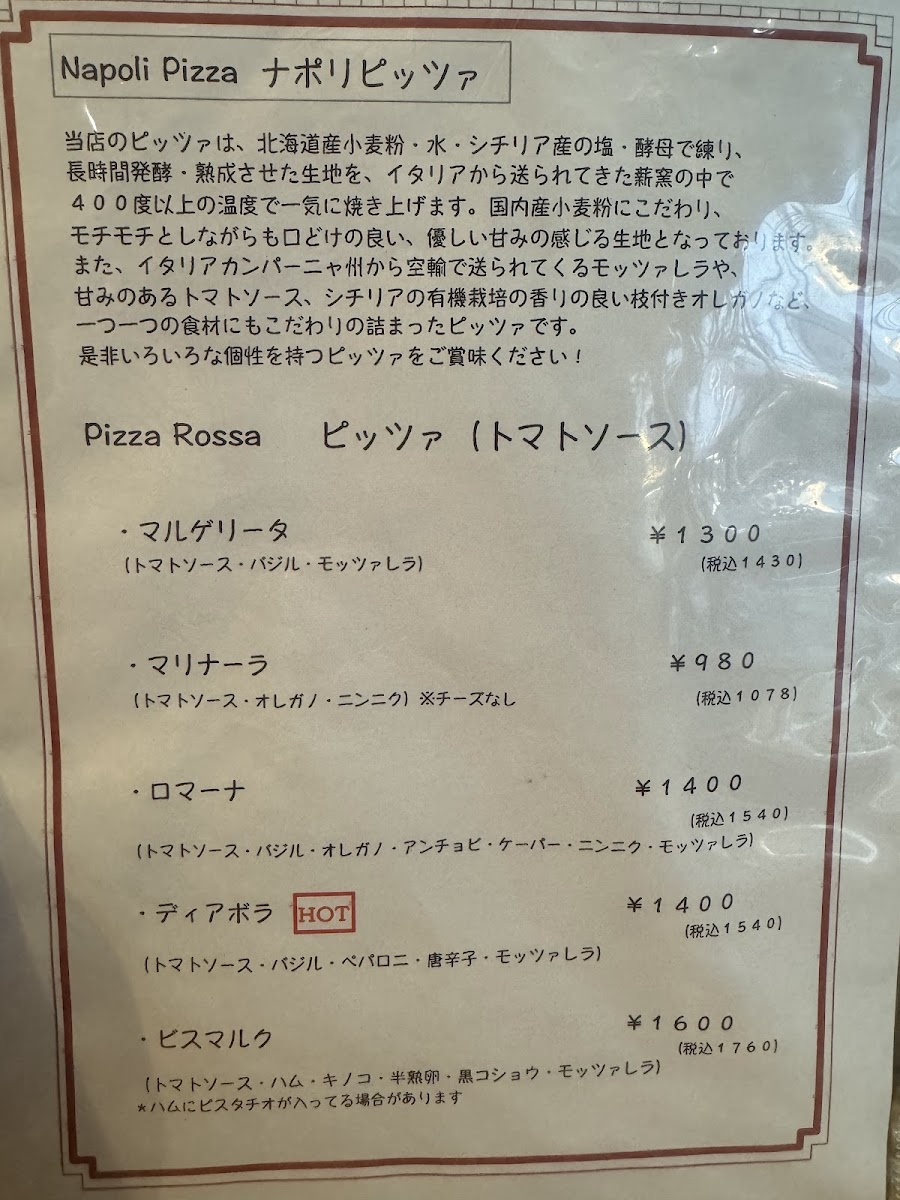 Napoli Pizza ナポリピッツァ
当店のピッツァは、北海道産小麦粉・水・シチリア産の塩・酵母で練り、
長時間発酵・熟成させた生地を、イタリアから送られてきた薪窯の中で
４００度以上の温度で一気に焼き上げます。国内産小麦粉にこだわり、
モチモチとしながらも口どけの良い、優しい甘みの感じる生地となっております。
また、イタリアカンパーニャ州から空輸で送られてくるモッツァレラや、
甘みのあるトマトソース、シチリアの有機栽培の香りの良い枝付きオレガノなど、
一つ一つの食材にもこだわりの詰まったピッツァです。
是非いろいろな個性を持つピッツァをご賞味ください！
Pizza Rossa ピッツァ（トマトソース）
・マルゲリータ ￥１３００
（トマトソース・バジル・モッツァレラ） （税込１４３０）
・マリナーラ ￥９８０
（トマトソース・オレガノ・ニンニク）※チーズなし （税込１０７８）
・ロマーナ ￥１４００
（税込１５４０）
（トマトソース・バジル・オレガノ・アンチョビ・ケーパー・ニンニク・モッツァレラ）
・ディアボラ HOT ￥１４００
（税込１５４０）
（トマトソース・バジル・ペパロニ・唐辛子・モッツァレラ）
・ビスマルク ￥１６００
（税込１７６０）
（トマトソース・ハム・キノコ・半熟卵・黒コショウ・モッツァレラ）
＊ハムにピスタチオが入ってる場合があります